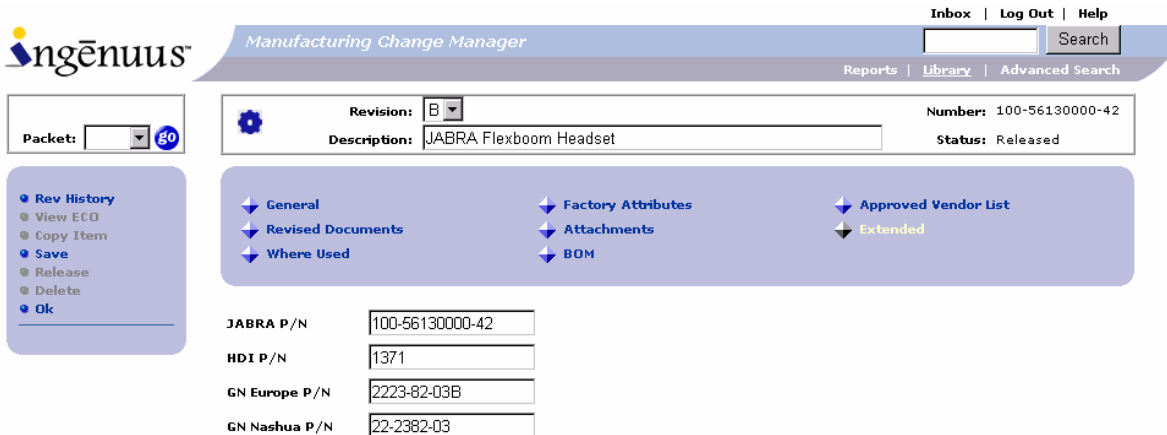 Inbox | Log Out | Help
ingēnuus™
Manufacturing Change Manager
Search
Reports | Library | Advanced Search
Packet:
go
Revision: B
Number: 100-56130000-42
Description: JABRA Flexboom Headset
Status: Released
Rev History
View ECO
Copy Item
Save
Release
Delete
Ok
General
Factory Attributes
Approved Vendor List
Revised Documents
Attachments
Extended
Where Used
BOM
JABRA P/N 100-56130000-42
HDI P/N 1371
GN Europe P/N 2223-82-03B
GN Nashua P/N 22-2382-03